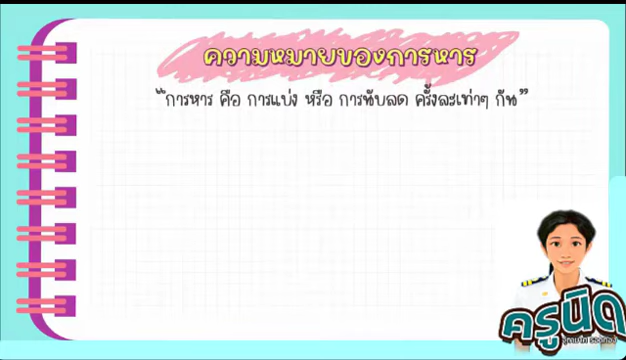 ความหมายของการหาร
“การหาร คือ การแบ่ง หรือ การนับลด ครั้งละเท่าๆ กัน”
ครูนิด